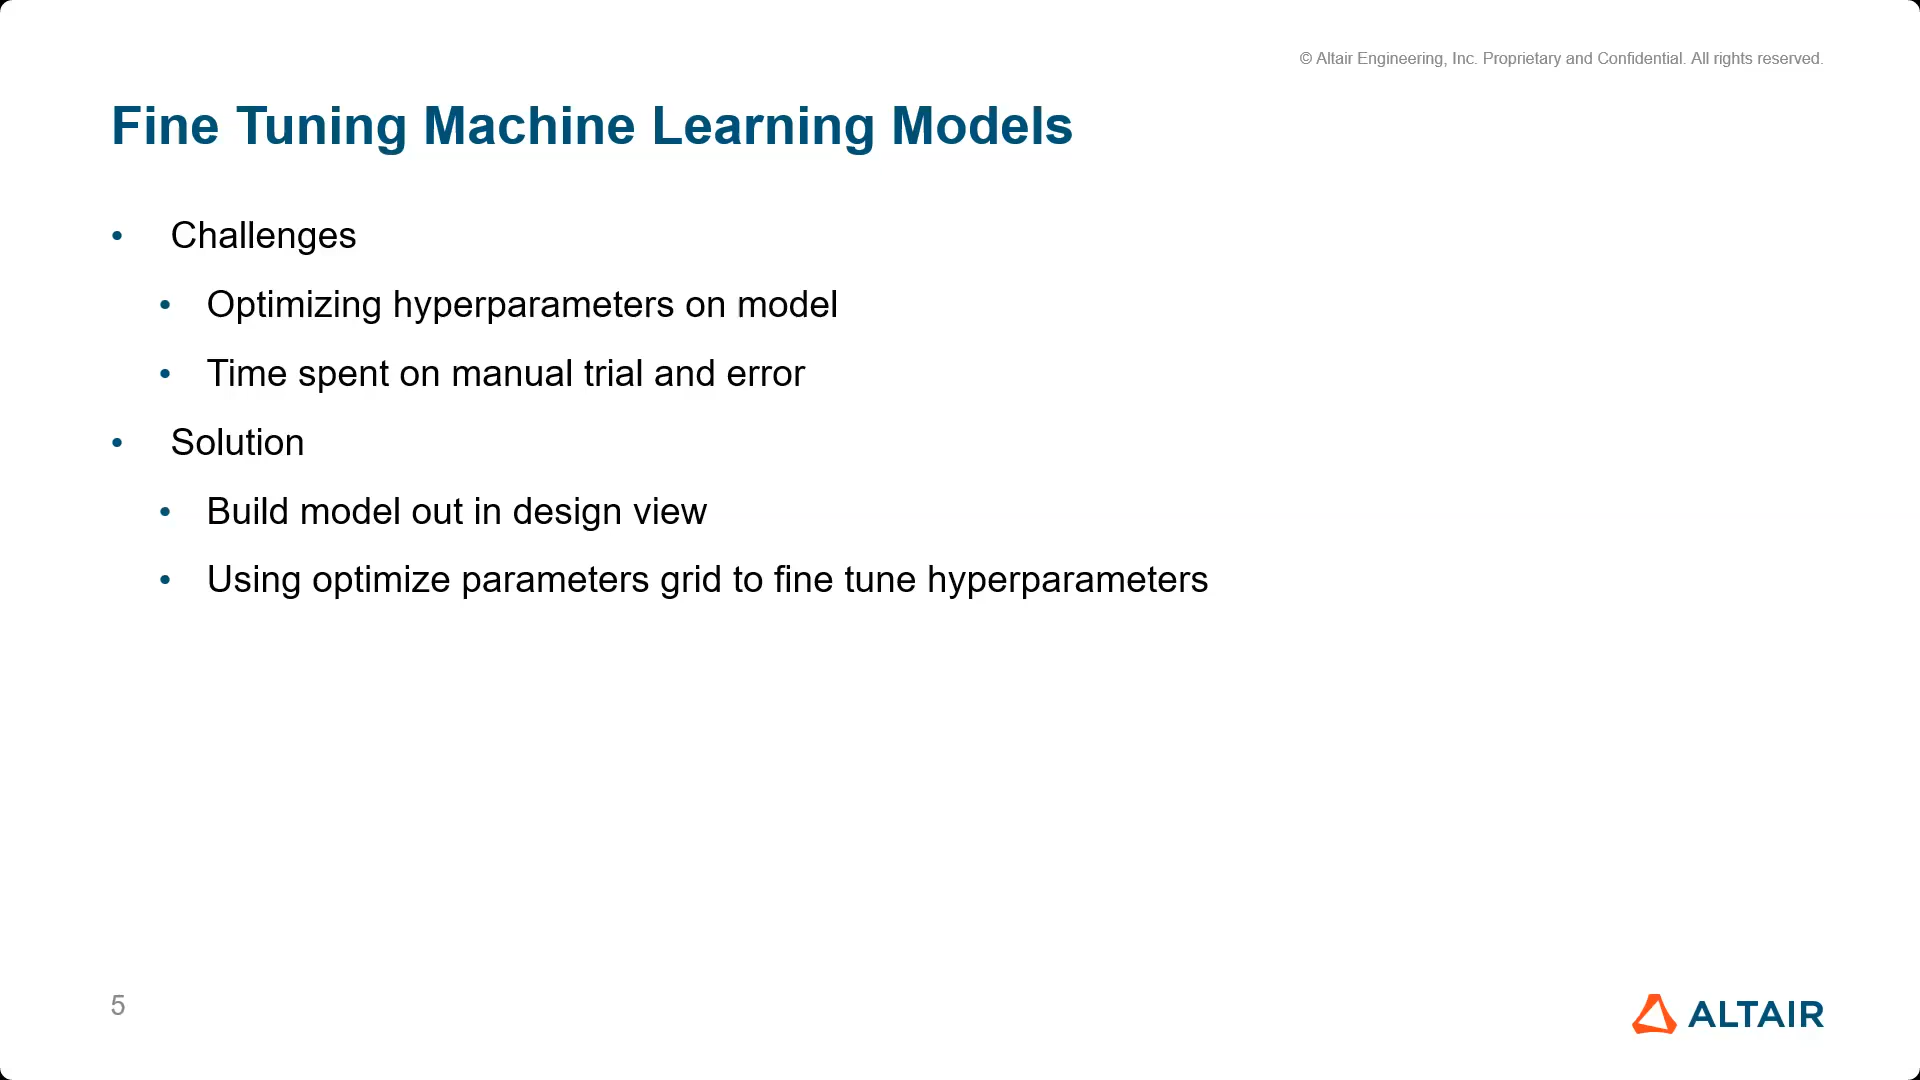 © Altair Engineering, Inc. Proprietary and Confidential. All rights reserved.
Fine Tuning Machine Learning Models
• Challenges
• Optimizing hyperparameters on model
• Time spent on manual trial and error
• Solution
• Build model out in design view
• Using optimize parameters grid to fine tune hyperparameters
5
ALTAIR